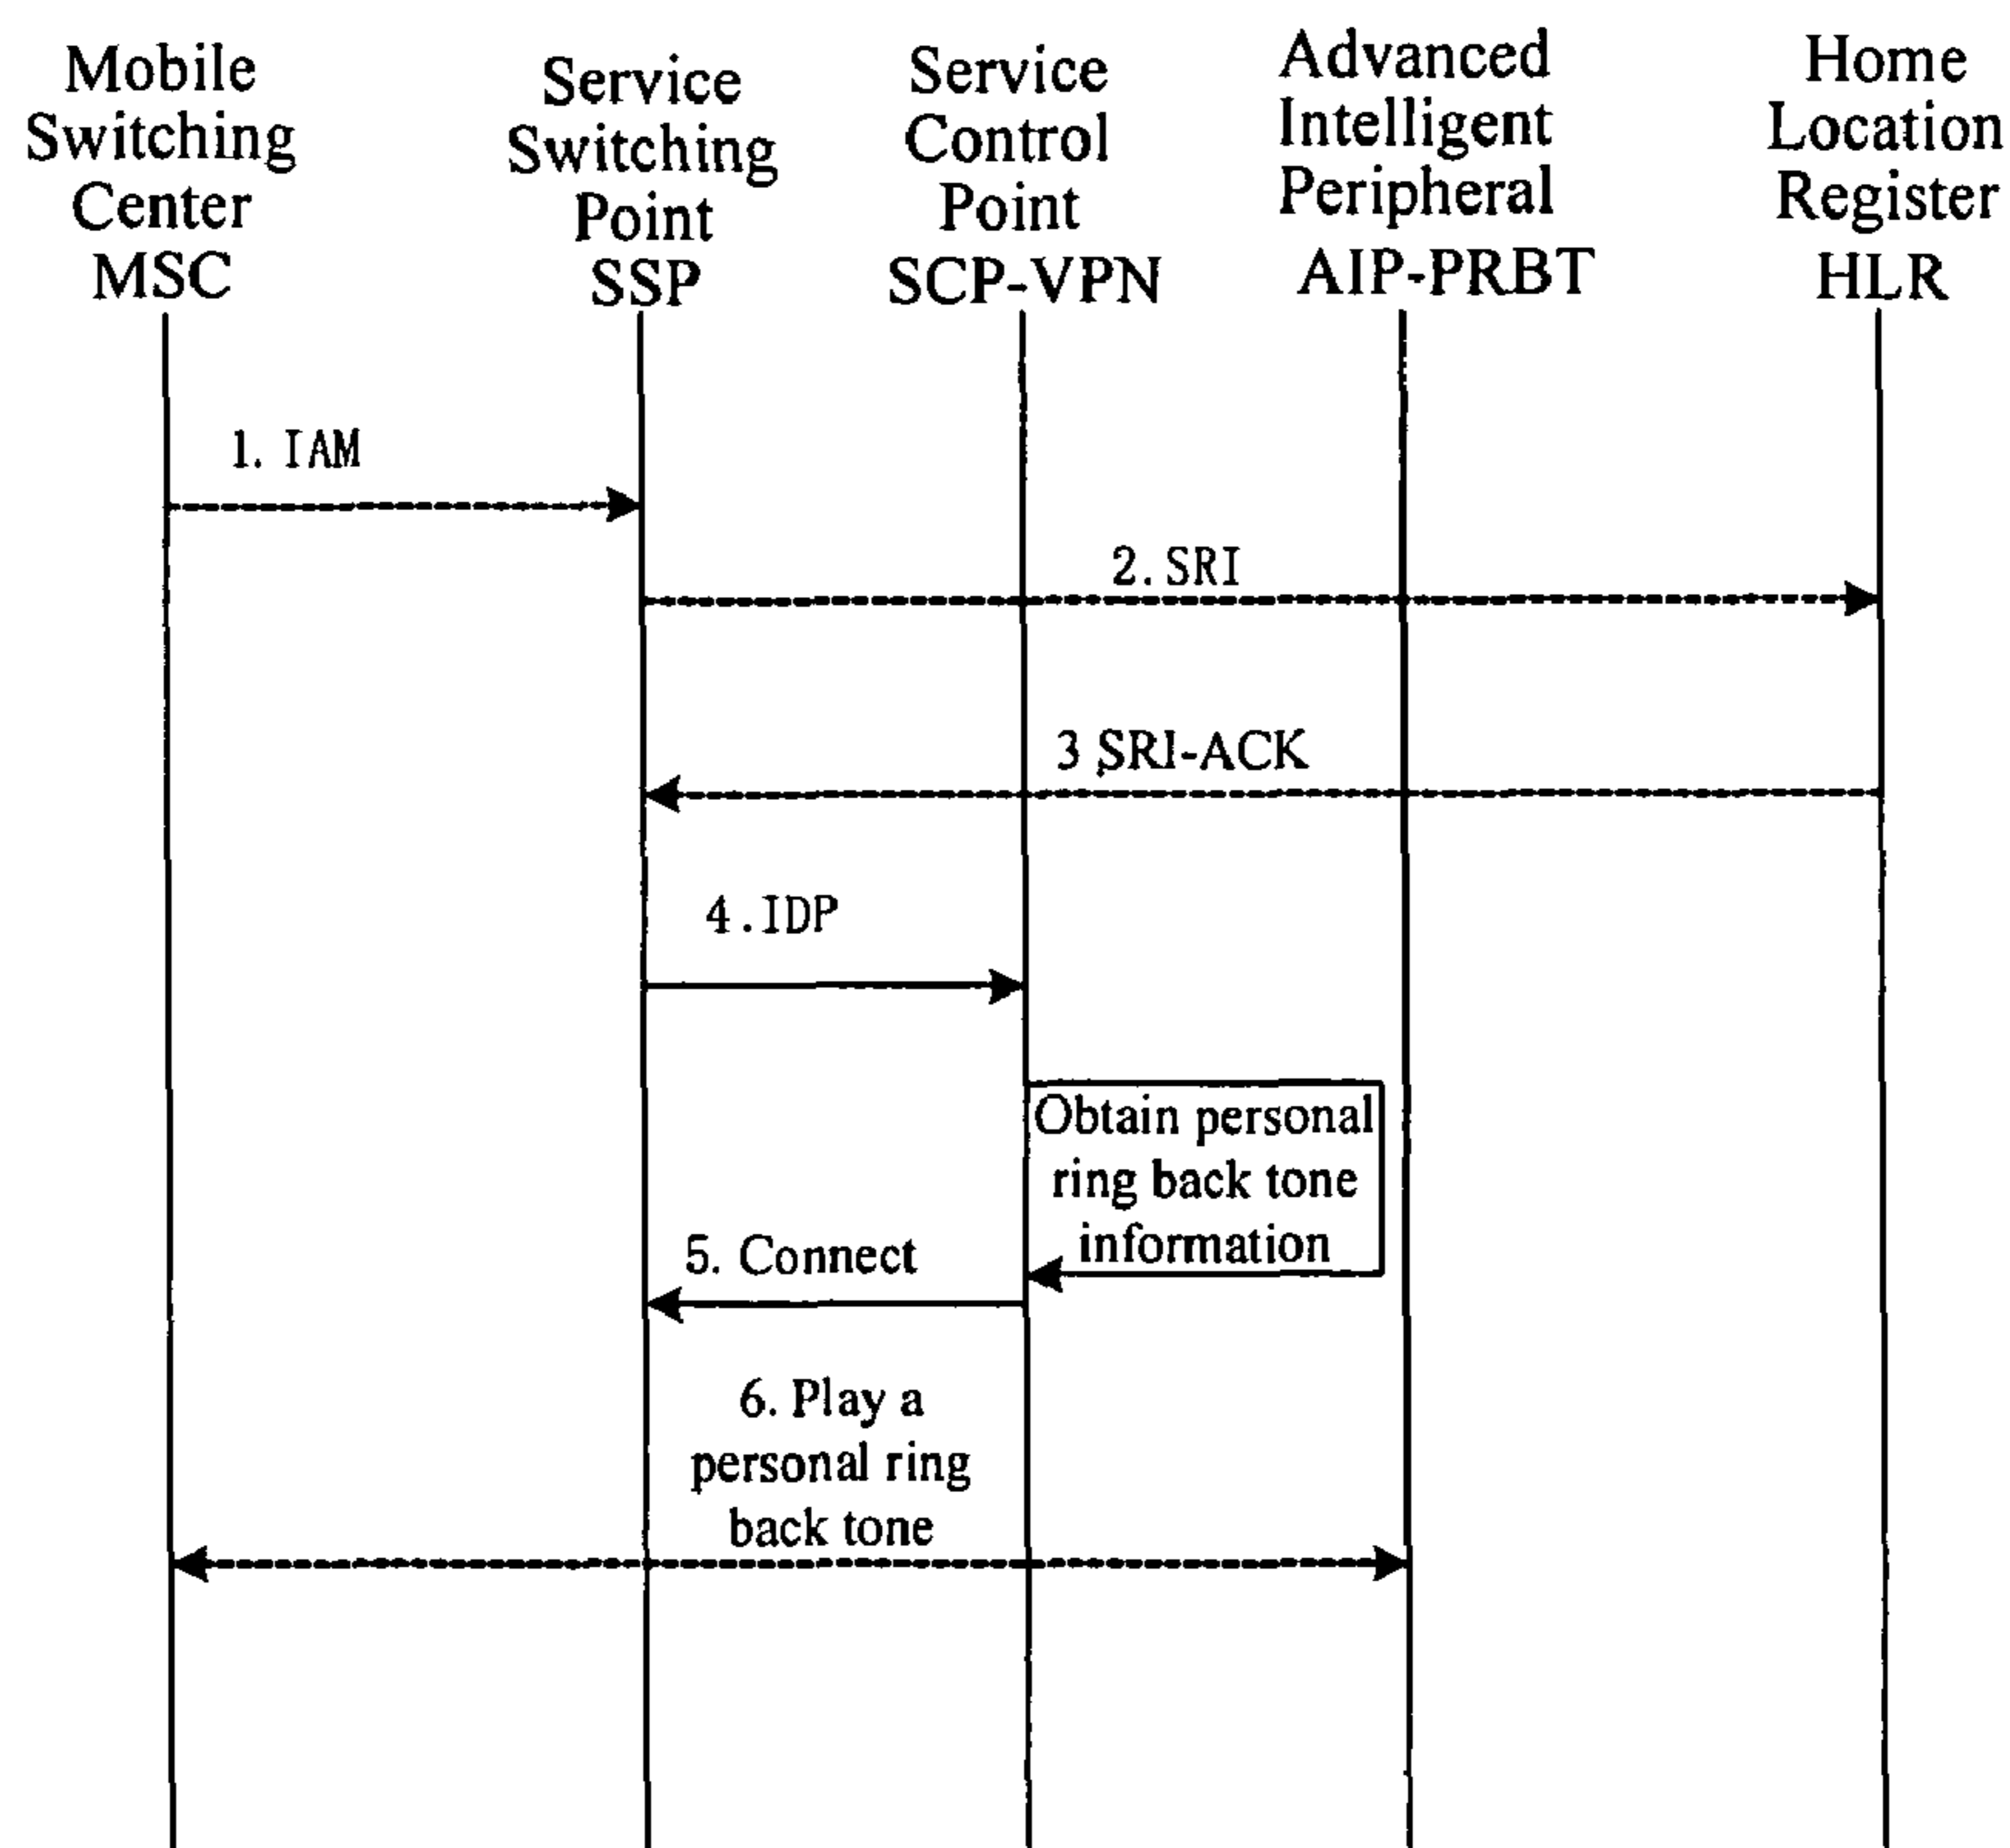 Mobile
Switching
Center
MSC
Service
Switching
Point
SSP
Service
Control
Point
SCP-VPN
Advanced
Intelligent
Peripheral
AIP-PRBT
Home
Location
Register
HLR
1. IAM
2. SRI
3 SRI-ACK
4. IDP
Obtain personal
ring back tone
information
5. Connect
6. Play a
personal ring
back tone